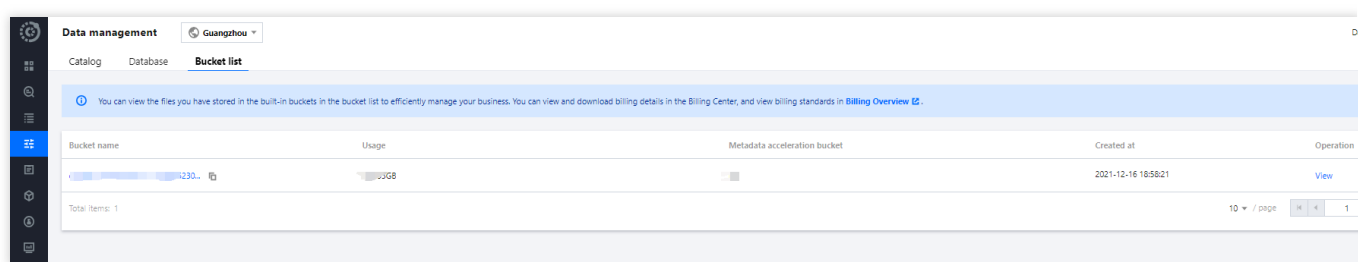 Data management Guangzhou D
Catalog Database Bucket list
You can view the files you have stored in the built-in buckets in the bucket list to efficiently manage your business. You can view and download billing details in the Billing Center, and view billing standards in Billing Overview.
Bucket name Usage Metadata acceleration bucket Created at Operation
230... GB 2021-12-16 18:58:21 View
Total items: 1 10 / page 1